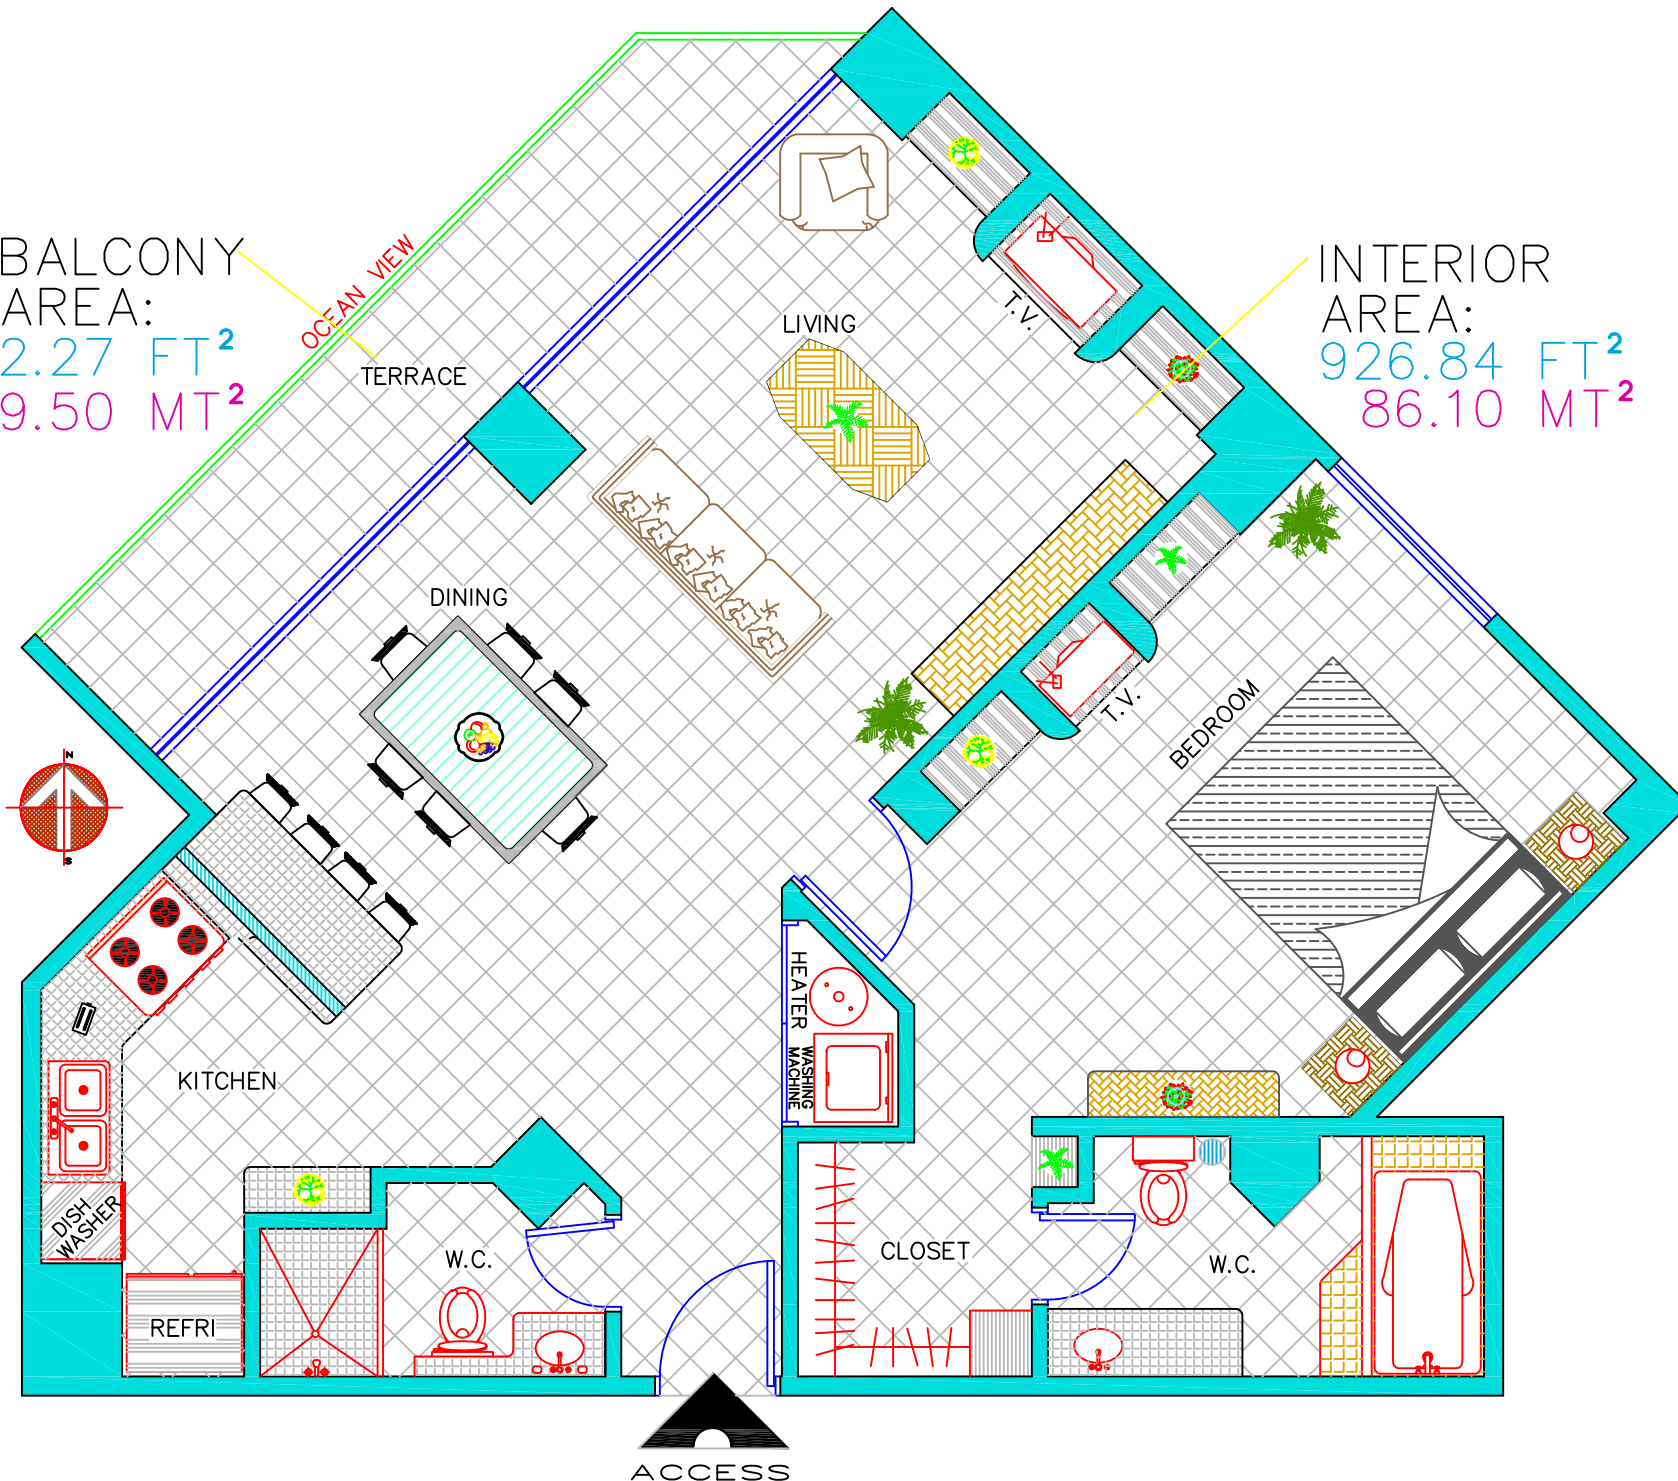 BALCONY
AREA:
2.27 FT²
9.50 MT²
OCEAN VIEW
TERRACE
INTERIOR
AREA:
926.84 FT²
86.10 MT²
LIVING
T.V.
DINING
T.V.
BEDROOM
N
S
HEATER
WASHING
MACHINE
KITCHEN
DISH
WASHER
REFRI
W.C.
CLOSET
W.C.
ACCESS